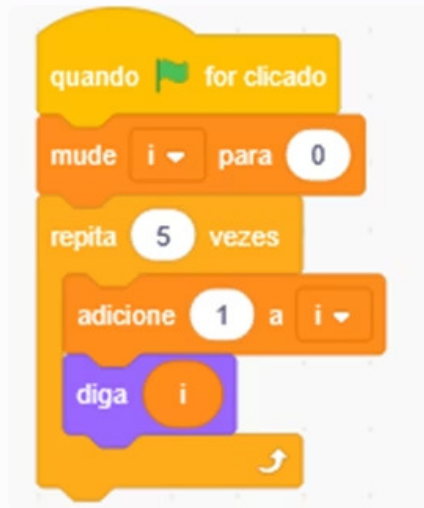 quando for clicado
mude i para 0
repita 5 vezes
adicione 1 a i
diga i